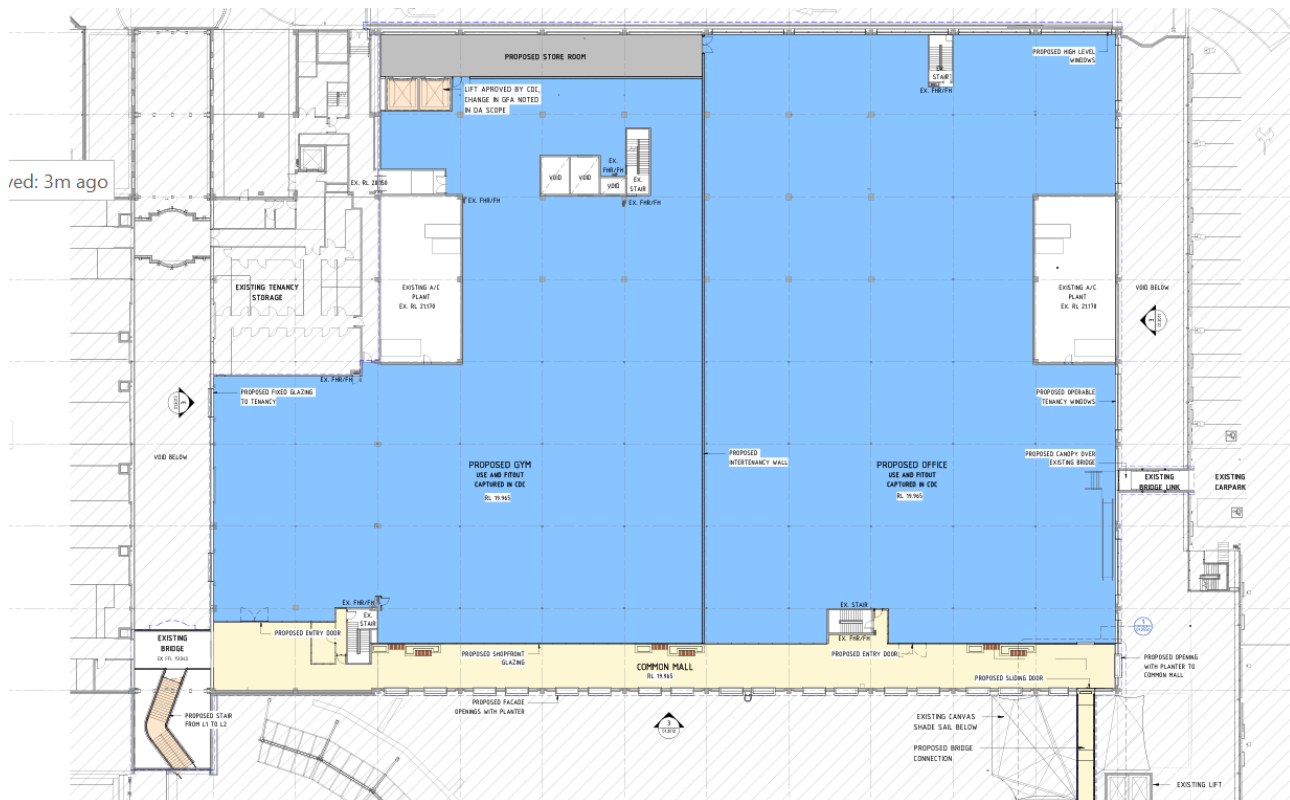 PROPOSED STORE ROOM
PROPOSED HIGH LEVEL
WINDOWS
EX.
STAIR
EX. FHR/FH
LIFT APROVED BY CDC,
CHANGE IN GFA NOTED
IN DA SCOPE
ved: 3m ago
EX. RL 20.150
VOID
VOID
EX.
FHR/FH
VOID
EX.
STAIR
EX. FHR/FH
EX. FHR/FH
EXISTING TENANCY
STORAGE
EXISTING A/C
PLANT
EX. RL 21.170
EXISTING A/C
PLANT
EX. RL 21.170
VOID BELOW
3
EX. FHR/FH
PROPOSED FIXED GLAZING
TO TENANCY
3
PROPOSED OPERABLE
TENANCY WINDOWS
VOID BELOW
PROPOSED GYM
USE AND FITOUT
CAPTURED IN CDC
RL 19.965
PROPOSED
INTERTENANCY WALL
PROPOSED OFFICE
USE AND FITOUT
CAPTURED IN CDC
RL 19.965
PROPOSED CANOPY OVER
EXISTING BRIDGE
EXISTING
BRIDGE LINK
EXISTING
CARPARK
EX. FHR/FH
EX.
STAIR
EX. STAIR
EX. FHR/FH
1
EXISTING
BRIDGE
PROPOSED ENTRY DOOR
PROPOSED SHOPFRONT
GLAZING
COMMON MALL
RL 19.965
PROPOSED ENTRY DOOR
PROPOSED SLIDING DOOR
PROPOSED OPENING
WITH PLANTER TO
COMMON MALL
PROPOSED STAIR
FROM L1 TO L2
PROPOSED FACADE
OPENINGS WITH PLANTER
3
EXISTING CANVAS
SHADE SAIL BELOW
PROPOSED BRIDGE
CONNECTION
EXISTING LIFT